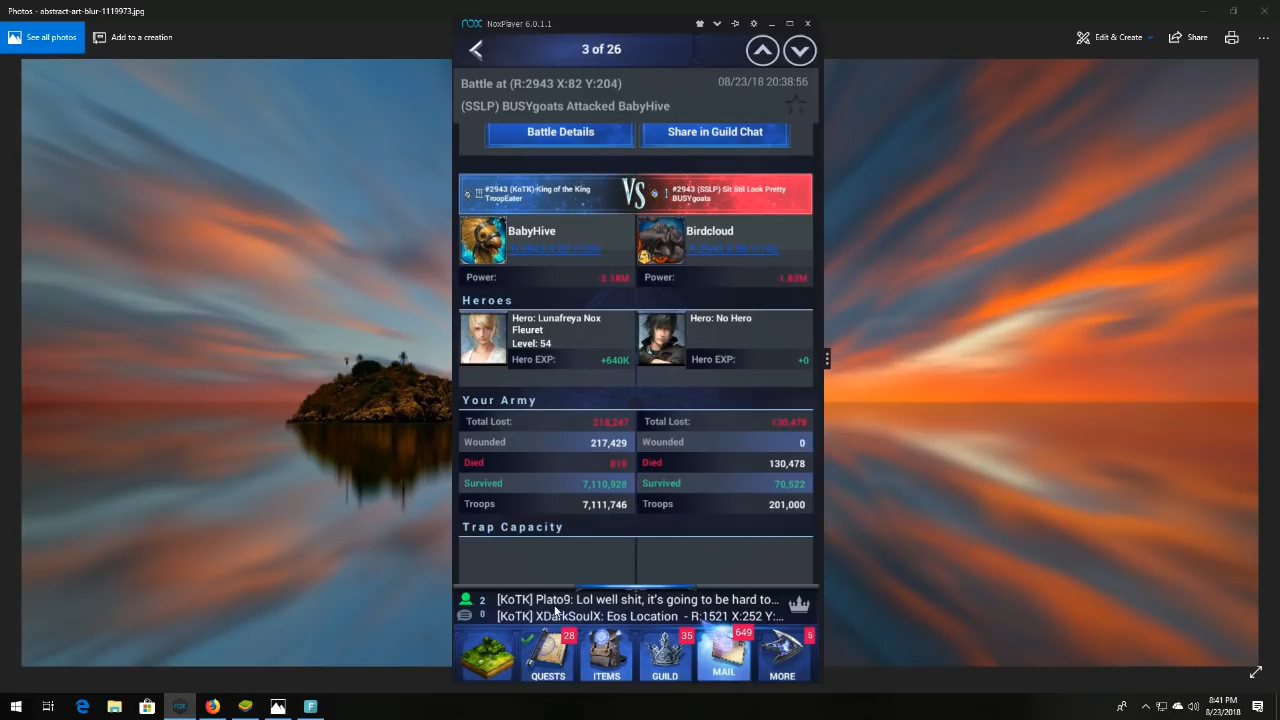 Photos - abstract-art-blur-1119973.jpg
See all photos
Add to a creation
Edit & Create
Share
nox NoxPlayer 6.0.1.1
3 of 26
Battle at (R:2943 X:82 Y:204)
08/23/18 20:38:56
(SSLP) BUSYgoats Attacked BabyHive
Battle Details
Share in Guild Chat
#2943 (KoTK)-King of the King
TroopEater
VS
#2943 (SSLP) Sit Still Look Pretty
BUSYgoats
BabyHive
Birdcloud
Power: -2.18M
Power: -1.83M
Heroes
Hero: Lunafreya Nox
Fleuret
Level: 54
Hero EXP: +640K
Hero: No Hero
Hero EXP: +0
Your Army
Total Lost: 218,247
Total Lost: 130,478
Wounded 217,429
Wounded 0
Died 818
Died 130,478
Survived 7,110,928
Survived 70,522
Troops 7,111,746
Troops 201,000
Trap Capacity
2 [KoTK] Plato9: Lol well shit, it's going to be hard to...
0 [KoTK] XDarkSoulX: Eos Location - R:1521 X:252 Y:...
28
35
649
QUESTS
ITEMS
GUILD
MAIL
MORE
nox
F
8:41 PM
8/23/2018